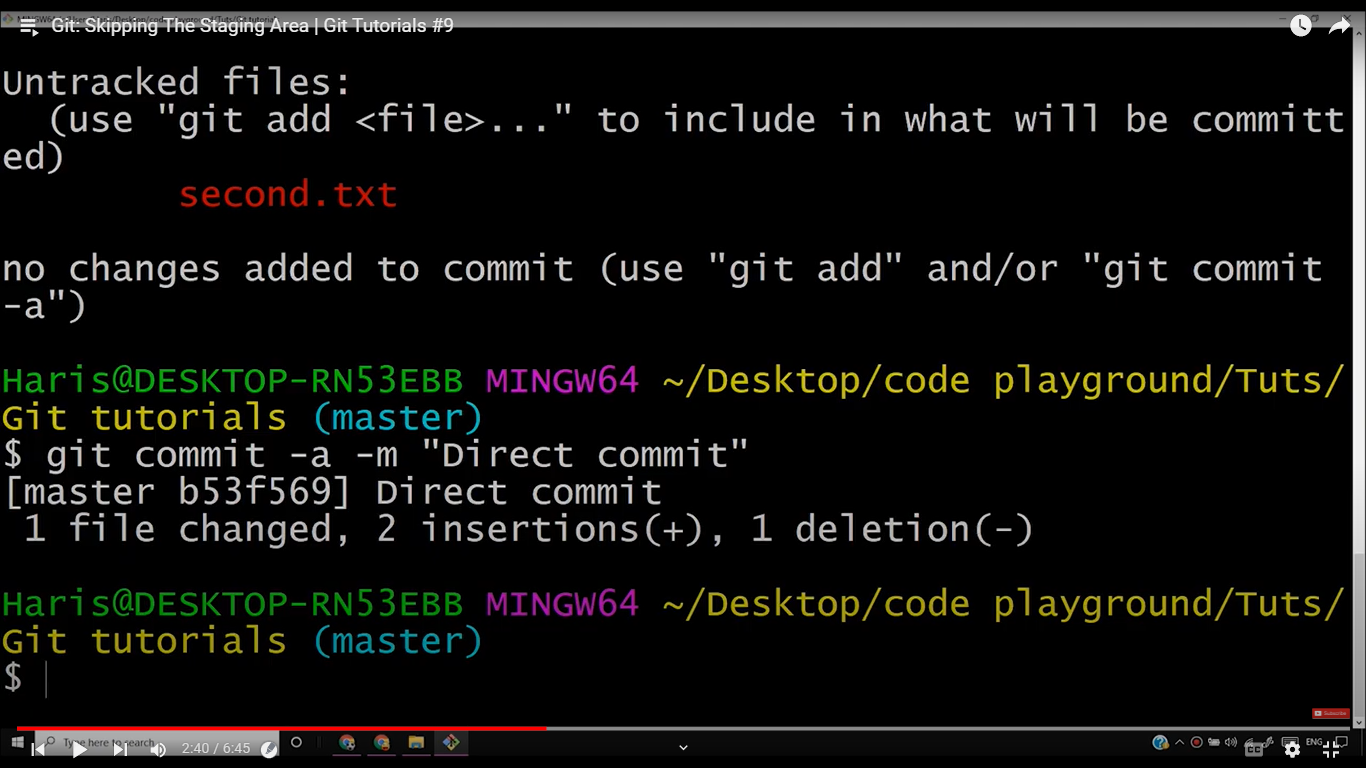 Git: Skipping The Staging Area | Git Tutorials #9
Untracked files:
(use "git add <file>..." to include in what will be committ
ed)
second.txt
no changes added to commit (use "git add" and/or "git commit
-a")
Haris@DESKTOP-RN53EBB MINGW64 ~/Desktop/code playground/Tuts/
Git tutorials (master)
$ git commit -a -m "Direct commit"
[master b53f569] Direct commit
1 file changed, 2 insertions(+), 1 deletion(-)
Haris@DESKTOP-RN53EBB MINGW64 ~/Desktop/code playground/Tuts/
Git tutorials (master)
$
Subscribe
Type here to search
2:40 / 6:45
CC
ENG